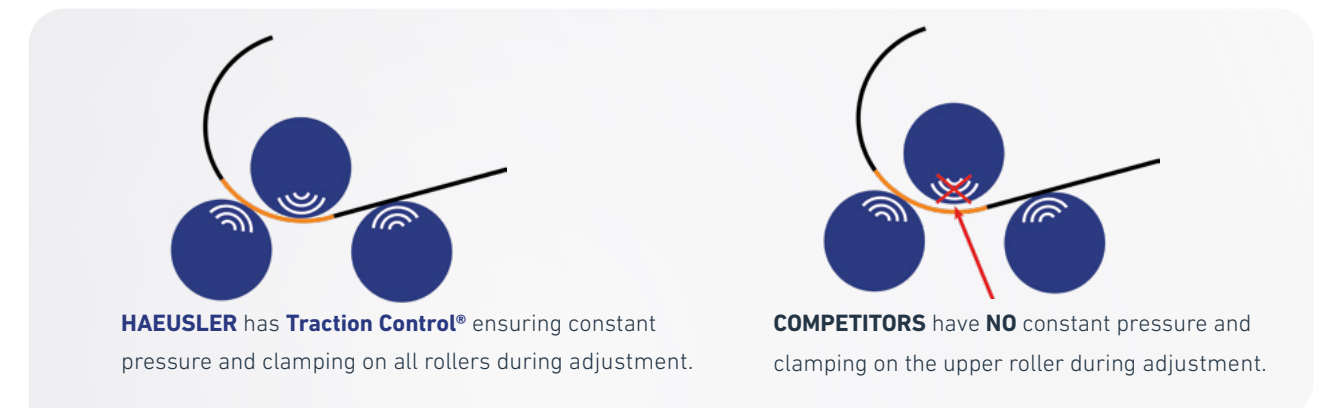 HAEUSLER has Traction Control® ensuring constant
pressure and clamping on all rollers during adjustment.
COMPETITORS have NO constant pressure and
clamping on the upper roller during adjustment.